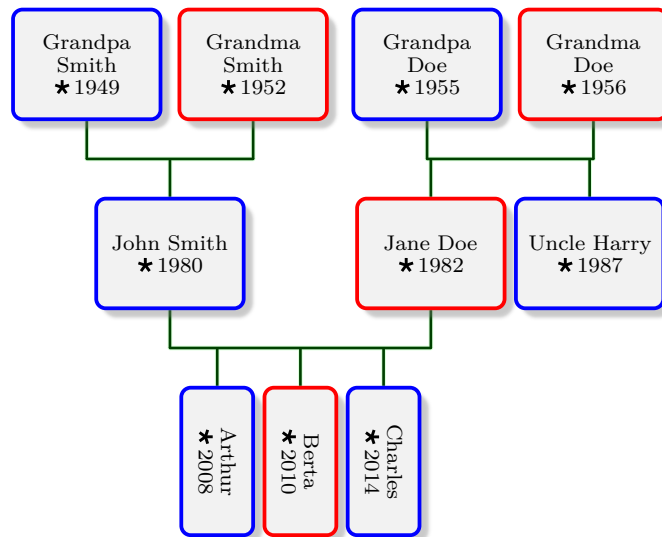 Grandpa
Smith
* 1949
Grandma
Smith
* 1952
Grandpa
Doe
* 1955
Grandma
Doe
* 1956
John Smith
* 1980
Jane Doe
* 1982
Uncle Harry
* 1987
Arthur
* 2008
Berta
* 2010
Charles
* 2014